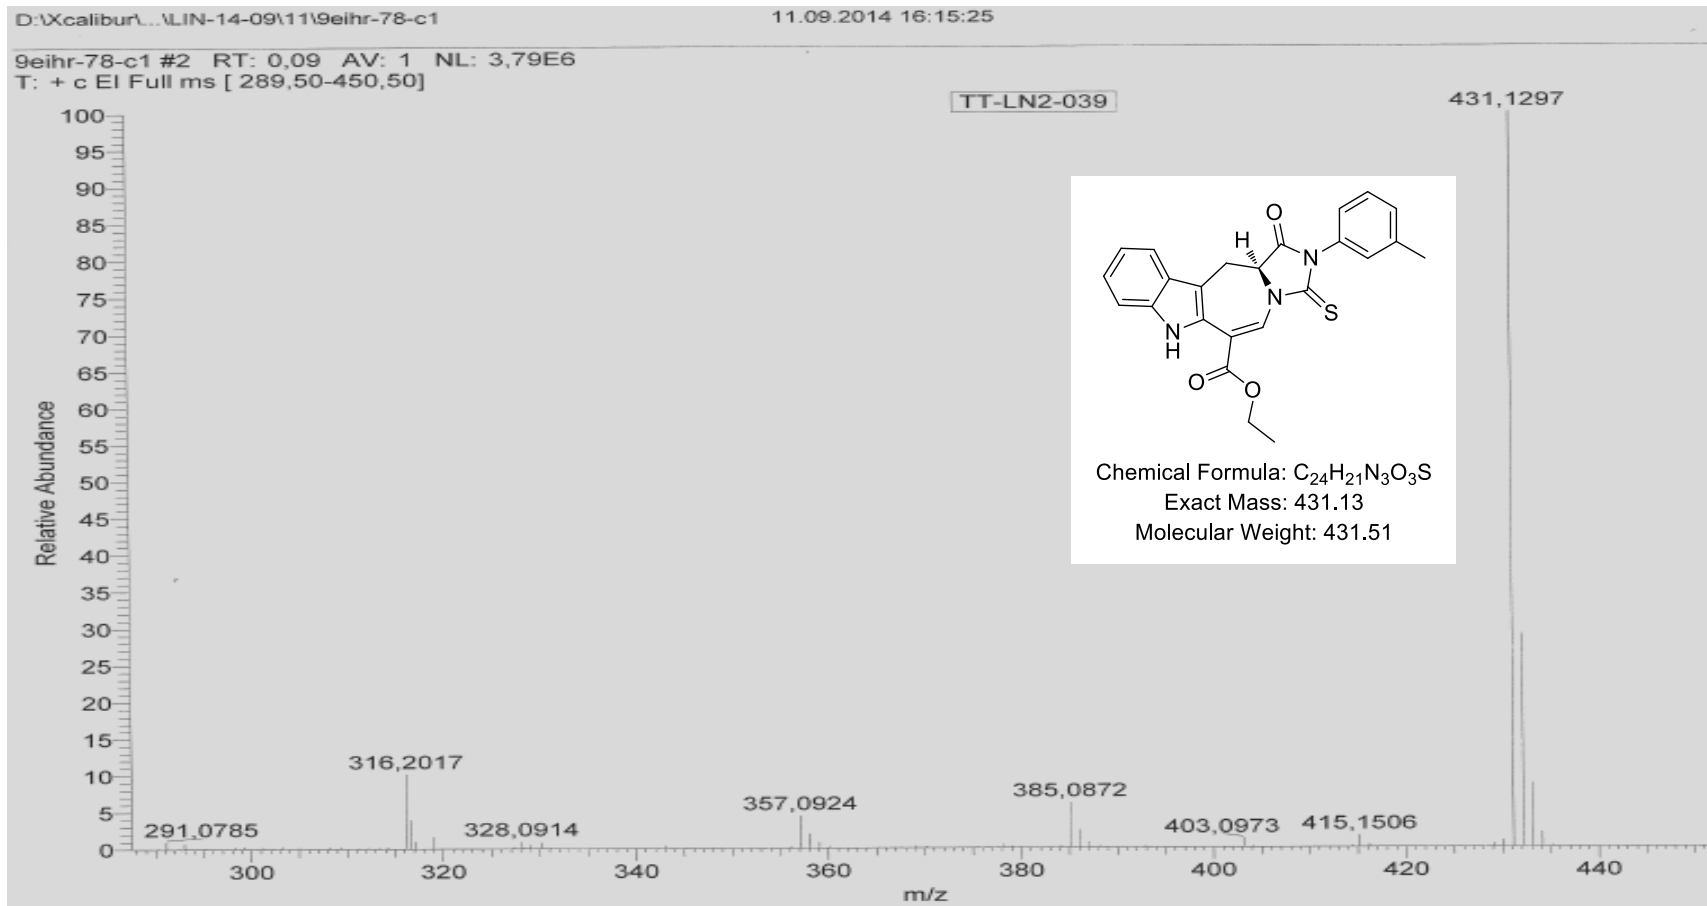 D:\Xcalibur\...\LIN-14-09\11\9eihr-78-c1 11.09.2014 16:15:25
9eihr-78-c1 #2 RT: 0,09 AV: 1 NL: 3,79E6
T: + c EI Full ms [ 289,50-450,50]
TT-LN2-039
431,1297
100
95
90
85
80
75
70
65
60
55
50
45
40
35
30
25
20
15
10
5
0
Relative Abundance
O
H
N
N
S
N
H
O
O
Chemical Formula: C₂₄H₂₁N₃O₃S
Exact Mass: 431.13
Molecular Weight: 431.51
316,2017
385,0872
357,0924
291,0785 328,0914 403,0973 415,1506
300 320 340 360 380 400 420 440
m/z